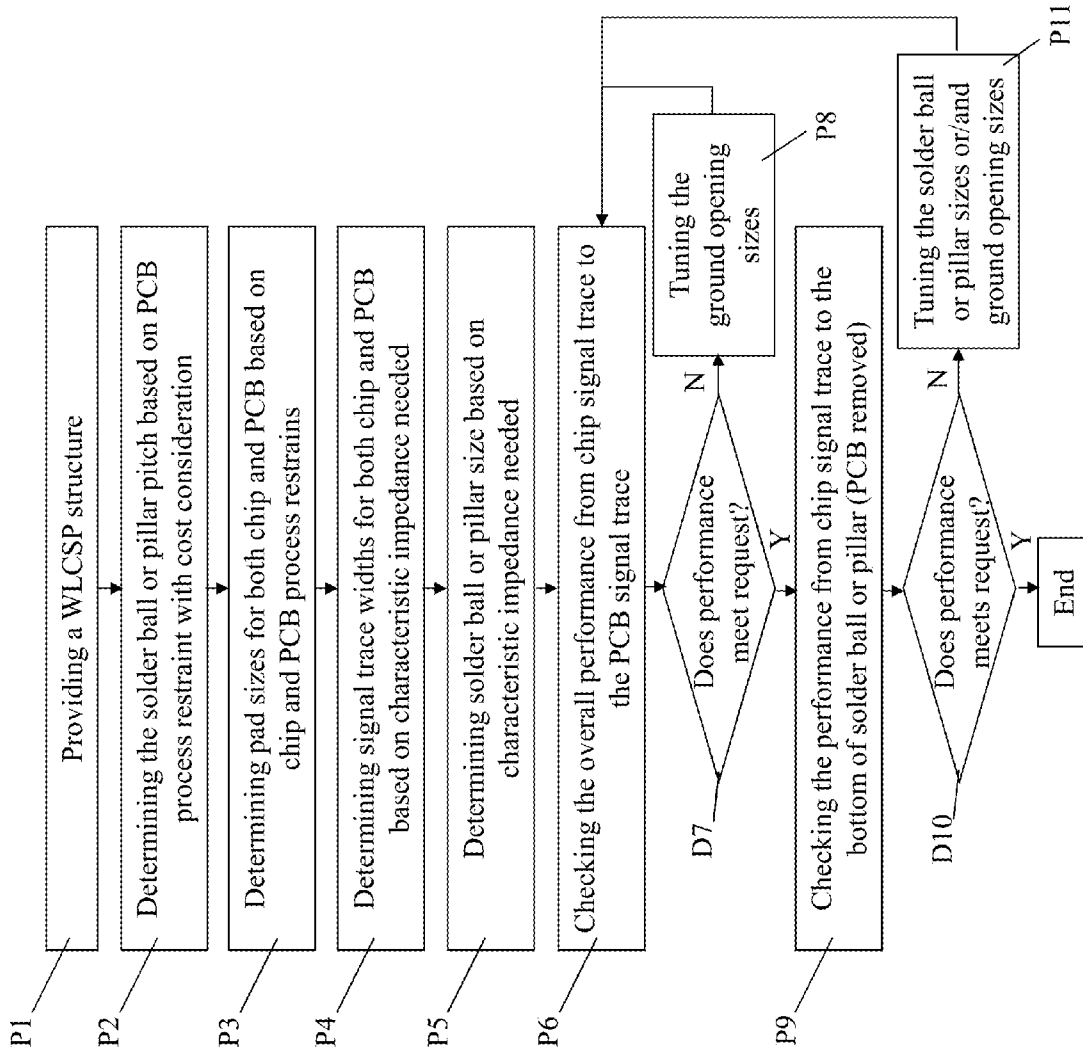 P1
Providing a WLCSP structure
P2
Determining the solder ball or pillar pitch based on PCB
process restraint with cost consideration
P3
Determining pad sizes for both chip and PCB based on
chip and PCB process restrains
P4
Determining signal trace widths for both chip and PCB
based on characteristic impedance needed
P5
Determining solder ball or pillar size based on
characteristic impedance needed
P6
Checking the overall performance from chip signal trace to
the PCB signal trace
D7
Does performance
meet request?
N
Y
Tuning the
ground opening
sizes
P8
P9
Checking the performance from chip signal trace to the
bottom of solder ball or pillar (PCB removed)
D10
Does performance
meets request?
N
Y
Tuning the solder ball
or pillar sizes or/and
ground opening sizes
P11
End